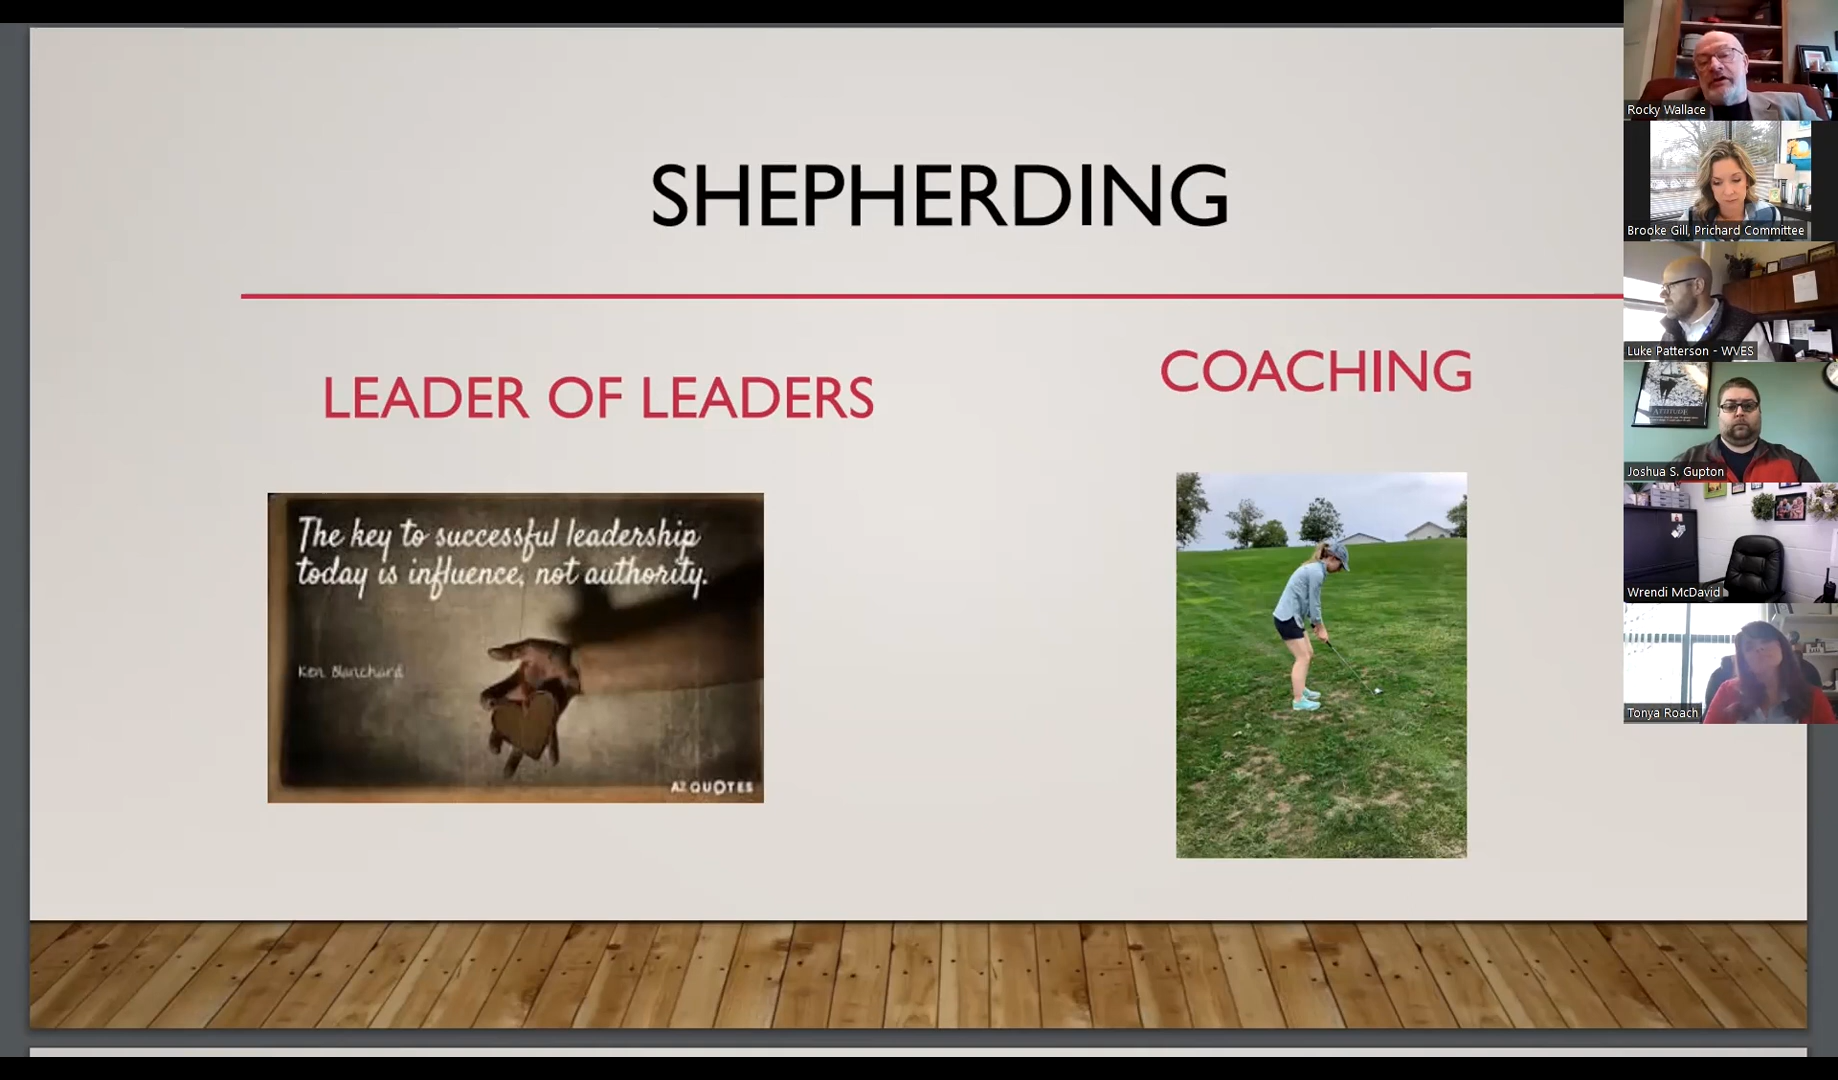 SHEPHERDING
LEADER OF LEADERS
COACHING
The key to successful leadership
today is influence, not authority.
Ken Blanchard
AZ QUOTES
Rocky Wallace
Brooke Gill, Prichard Committee
Luke Patterson - WVES
ATTITUDE
Joshua S. Gupton
Wrendi McDavid
Tonya Roach